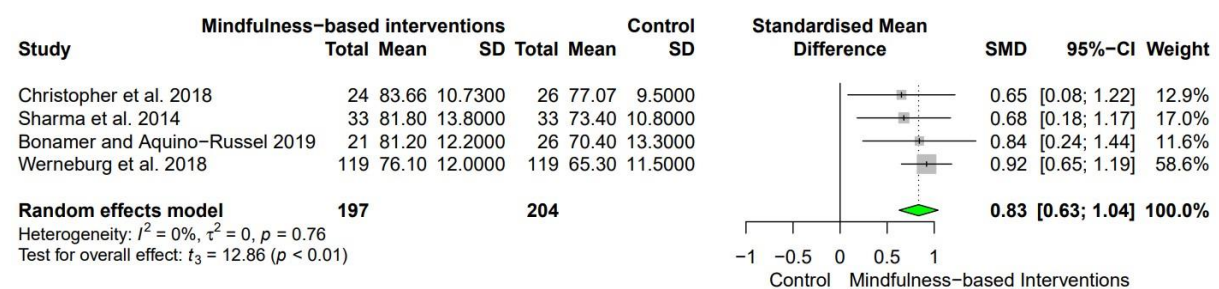 Mindfulness−based interventions Control Standardised Mean
Study Total Mean SD Total Mean SD Difference SMD 95%−CI Weight
Christopher et al. 2018 24 83.66 10.7300 26 77.07 9.5000 0.65 [0.08; 1.22] 12.9%
Sharma et al. 2014 33 81.80 13.8000 33 73.40 10.8000 0.68 [0.18; 1.17] 17.0%
Bonamer and Aquino−Russel 2019 21 81.20 12.2000 26 70.40 13.3000 0.84 [0.24; 1.44] 11.6%
Werneburg et al. 2018 119 76.10 12.0000 119 65.30 11.5000 0.92 [0.65; 1.19] 58.6%
Random effects model 197 204 0.83 [0.63; 1.04] 100.0%
Heterogeneity: I² = 0%, τ² = 0, p = 0.76
Test for overall effect: t₃ = 12.86 (p < 0.01)
−1 −0.5 0 0.5 1
Control Mindfulness−based Interventions